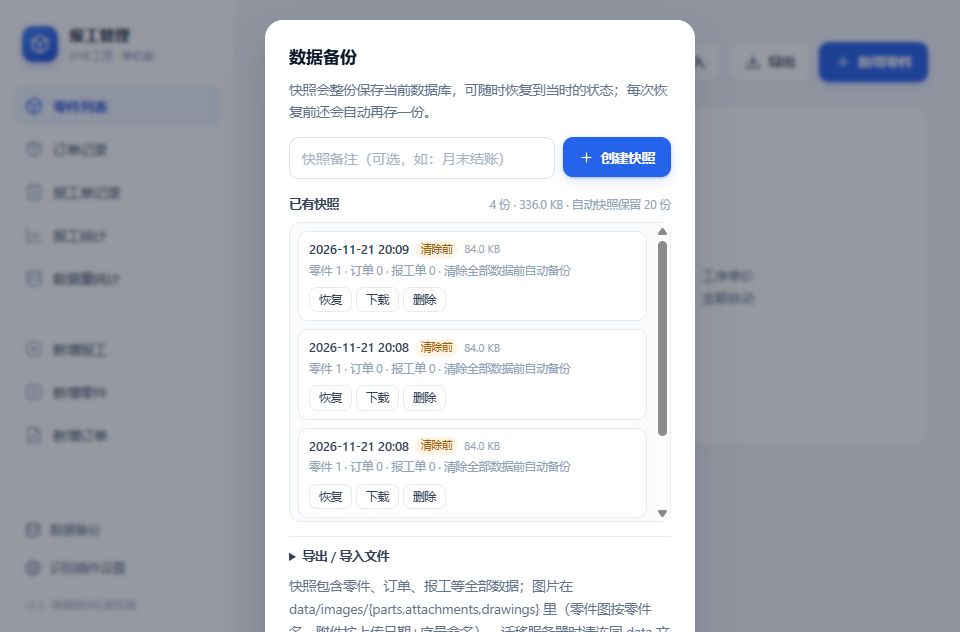 报工管理
零件列表
订单记录
报工单记录
报工统计
数据量统计
新增报工
新增零件
新增订单
数据备份
识别插件设置
导出
新增零件
工序单价
数据备份
快照会整份保存当前数据库，可随时恢复到当时的状态；每次恢
复前还会自动再存一份。
快照备注（可选，如：月末结账）
创建快照
已有快照
4 份 · 336.0 KB · 自动快照保留 20 份
2026-11-21 20:09 清除前 84.0 KB
零件 1 · 订单 0 · 报工单 0 · 清除全部数据前自动备份
恢复 下载 删除
2026-11-21 20:08 清除前 84.0 KB
零件 1 · 订单 0 · 报工单 0 · 清除全部数据前自动备份
恢复 下载 删除
2026-11-21 20:08 清除前 84.0 KB
零件 1 · 订单 0 · 报工单 0 · 清除全部数据前自动备份
恢复 下载 删除
导出 / 导入文件
快照包含零件、订单、报工等全部数据；图片在
data/images/{parts,attachments,drawings} 里（零件图按零件